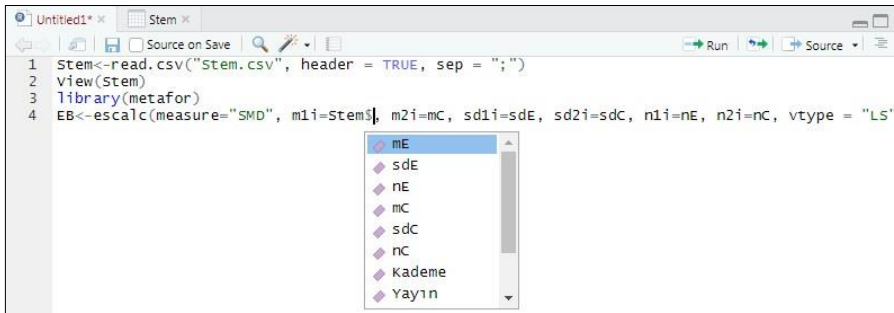 Untitled1* × Stem ×
Source on Save Run Source
1 Stem<-read.csv("Stem.csv", header = TRUE, sep = ";")
2 View(Stem)
3 library(metafor)
4 EB<-escalc(measure="SMD", m1i=Stem$, m2i=mC, sd1i=sdE, sd2i=sdC, n1i=nE, n2i=nC, vtype = "LS"
mE
sdE
nE
mC
sdC
nC
Kademe
Yayın